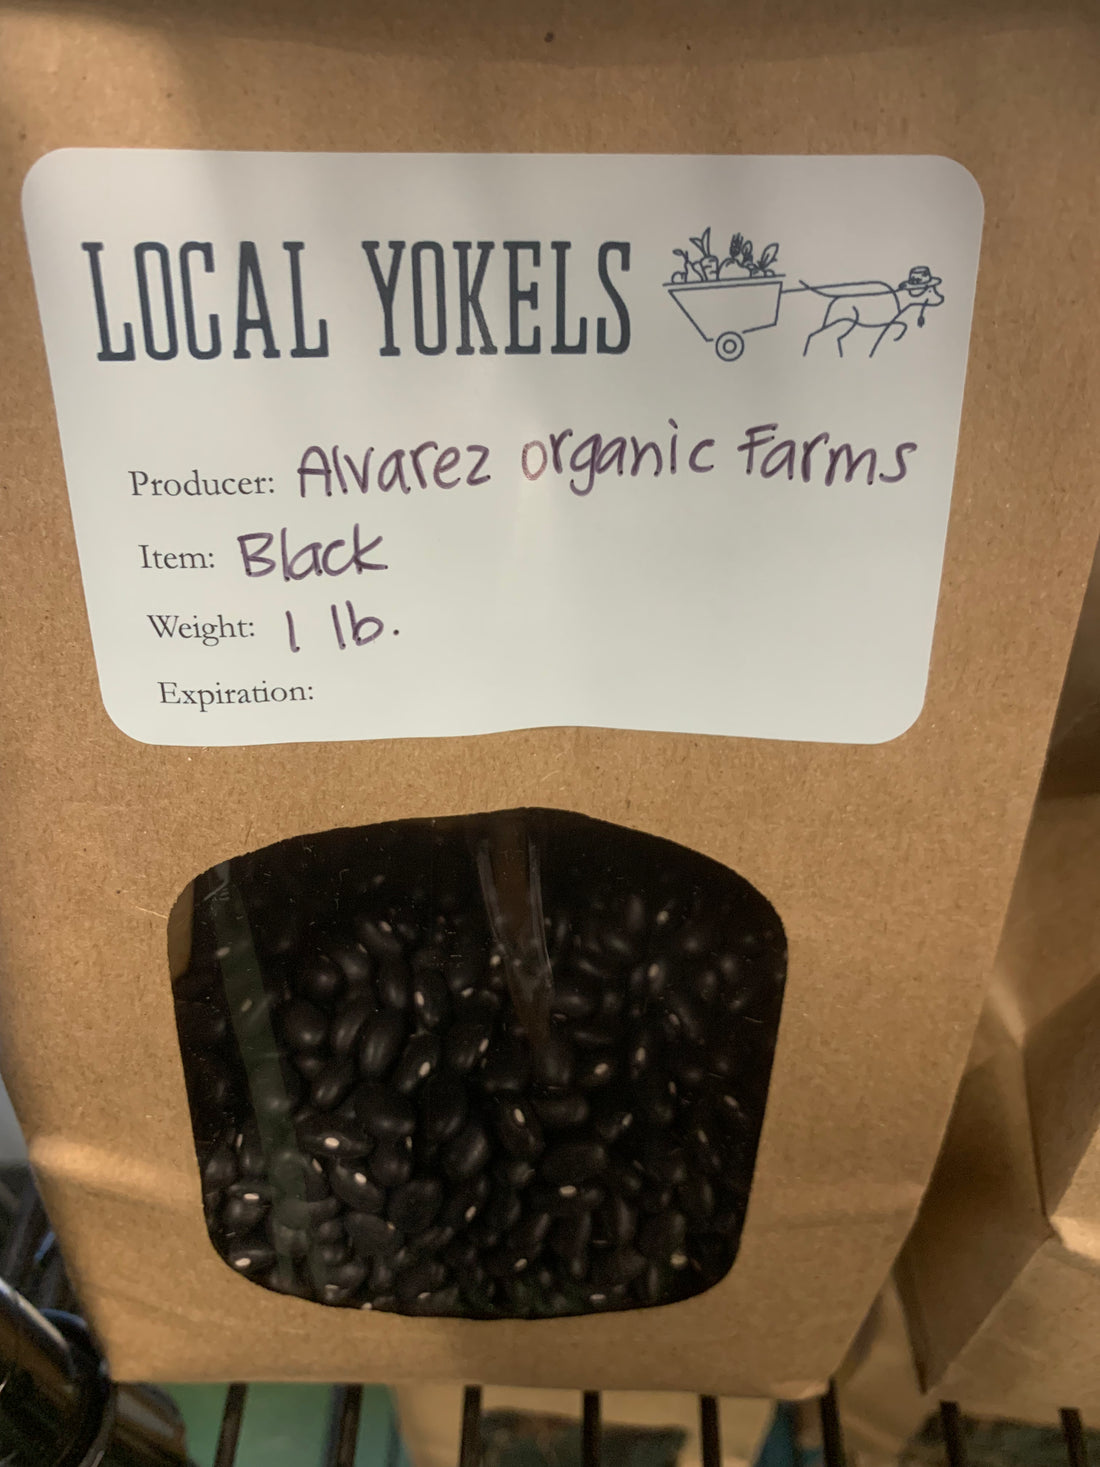 LOCAL YOKELS
Producer: Alvarez organic Farms
Item: Black
Weight: 1 lb.
Expiration: